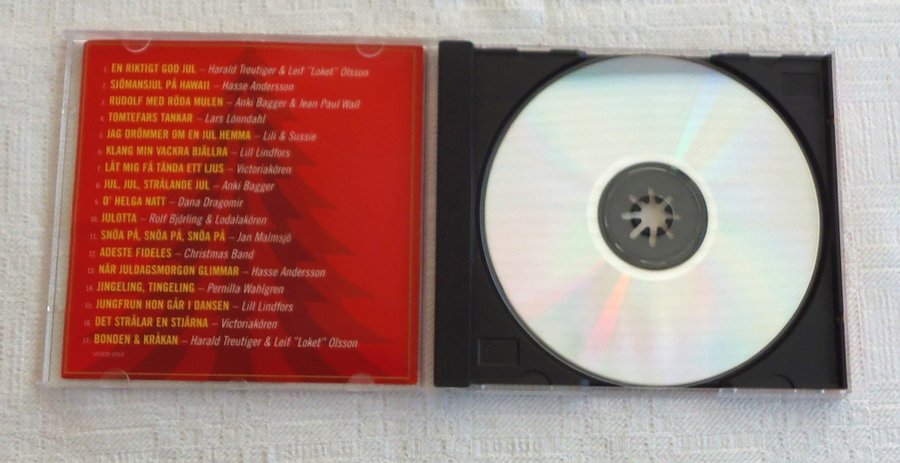 1. EN RIKTIGT GOD JUL – Harald Treutiger & Leif "Loket" Olsson
2. SJÖMANSJUL PÅ HAWAII – Hasse Andersson
3. RUDOLF MED RÖDA MULEN – Anki Bagger & Jean Paul Wall
4. TOMTEFARS TANKAR – Lars Lönndahl
5. JAG DRÖMMER OM EN JUL HEMMA – Lili & Sussie
6. KLANG MIN VACKRA BJÄLLRA – Lill Lindfors
7. LÅT MIG FÅ TÄNDA ETT LJUS – Victoriakören
8. JUL, JUL, STRÅLANDE JUL – Anki Bagger
9. O' HELGA NATT – Dana Dragomir
10. JULOTTA – Rolf Björling & Lodalakören
11. SNÖA PÅ, SNÖA PÅ, SNÖA PÅ – Jan Malmsjö
12. ADESTE FIDELES – Christmas Band
13. NÄR JULDAGSMORGON GLIMMAR – Hasse Andersson
14. JINGELING, TINGELING – Pernilla Wahlgren
15. JUNGFRUN HON GÅR I DANSEN – Lill Lindfors
16. DET STRÅLAR EN STJÄRNA – Victoriakören
17. BONDEN & KRÅKAN – Harald Treutiger & Leif "Loket" Olsson